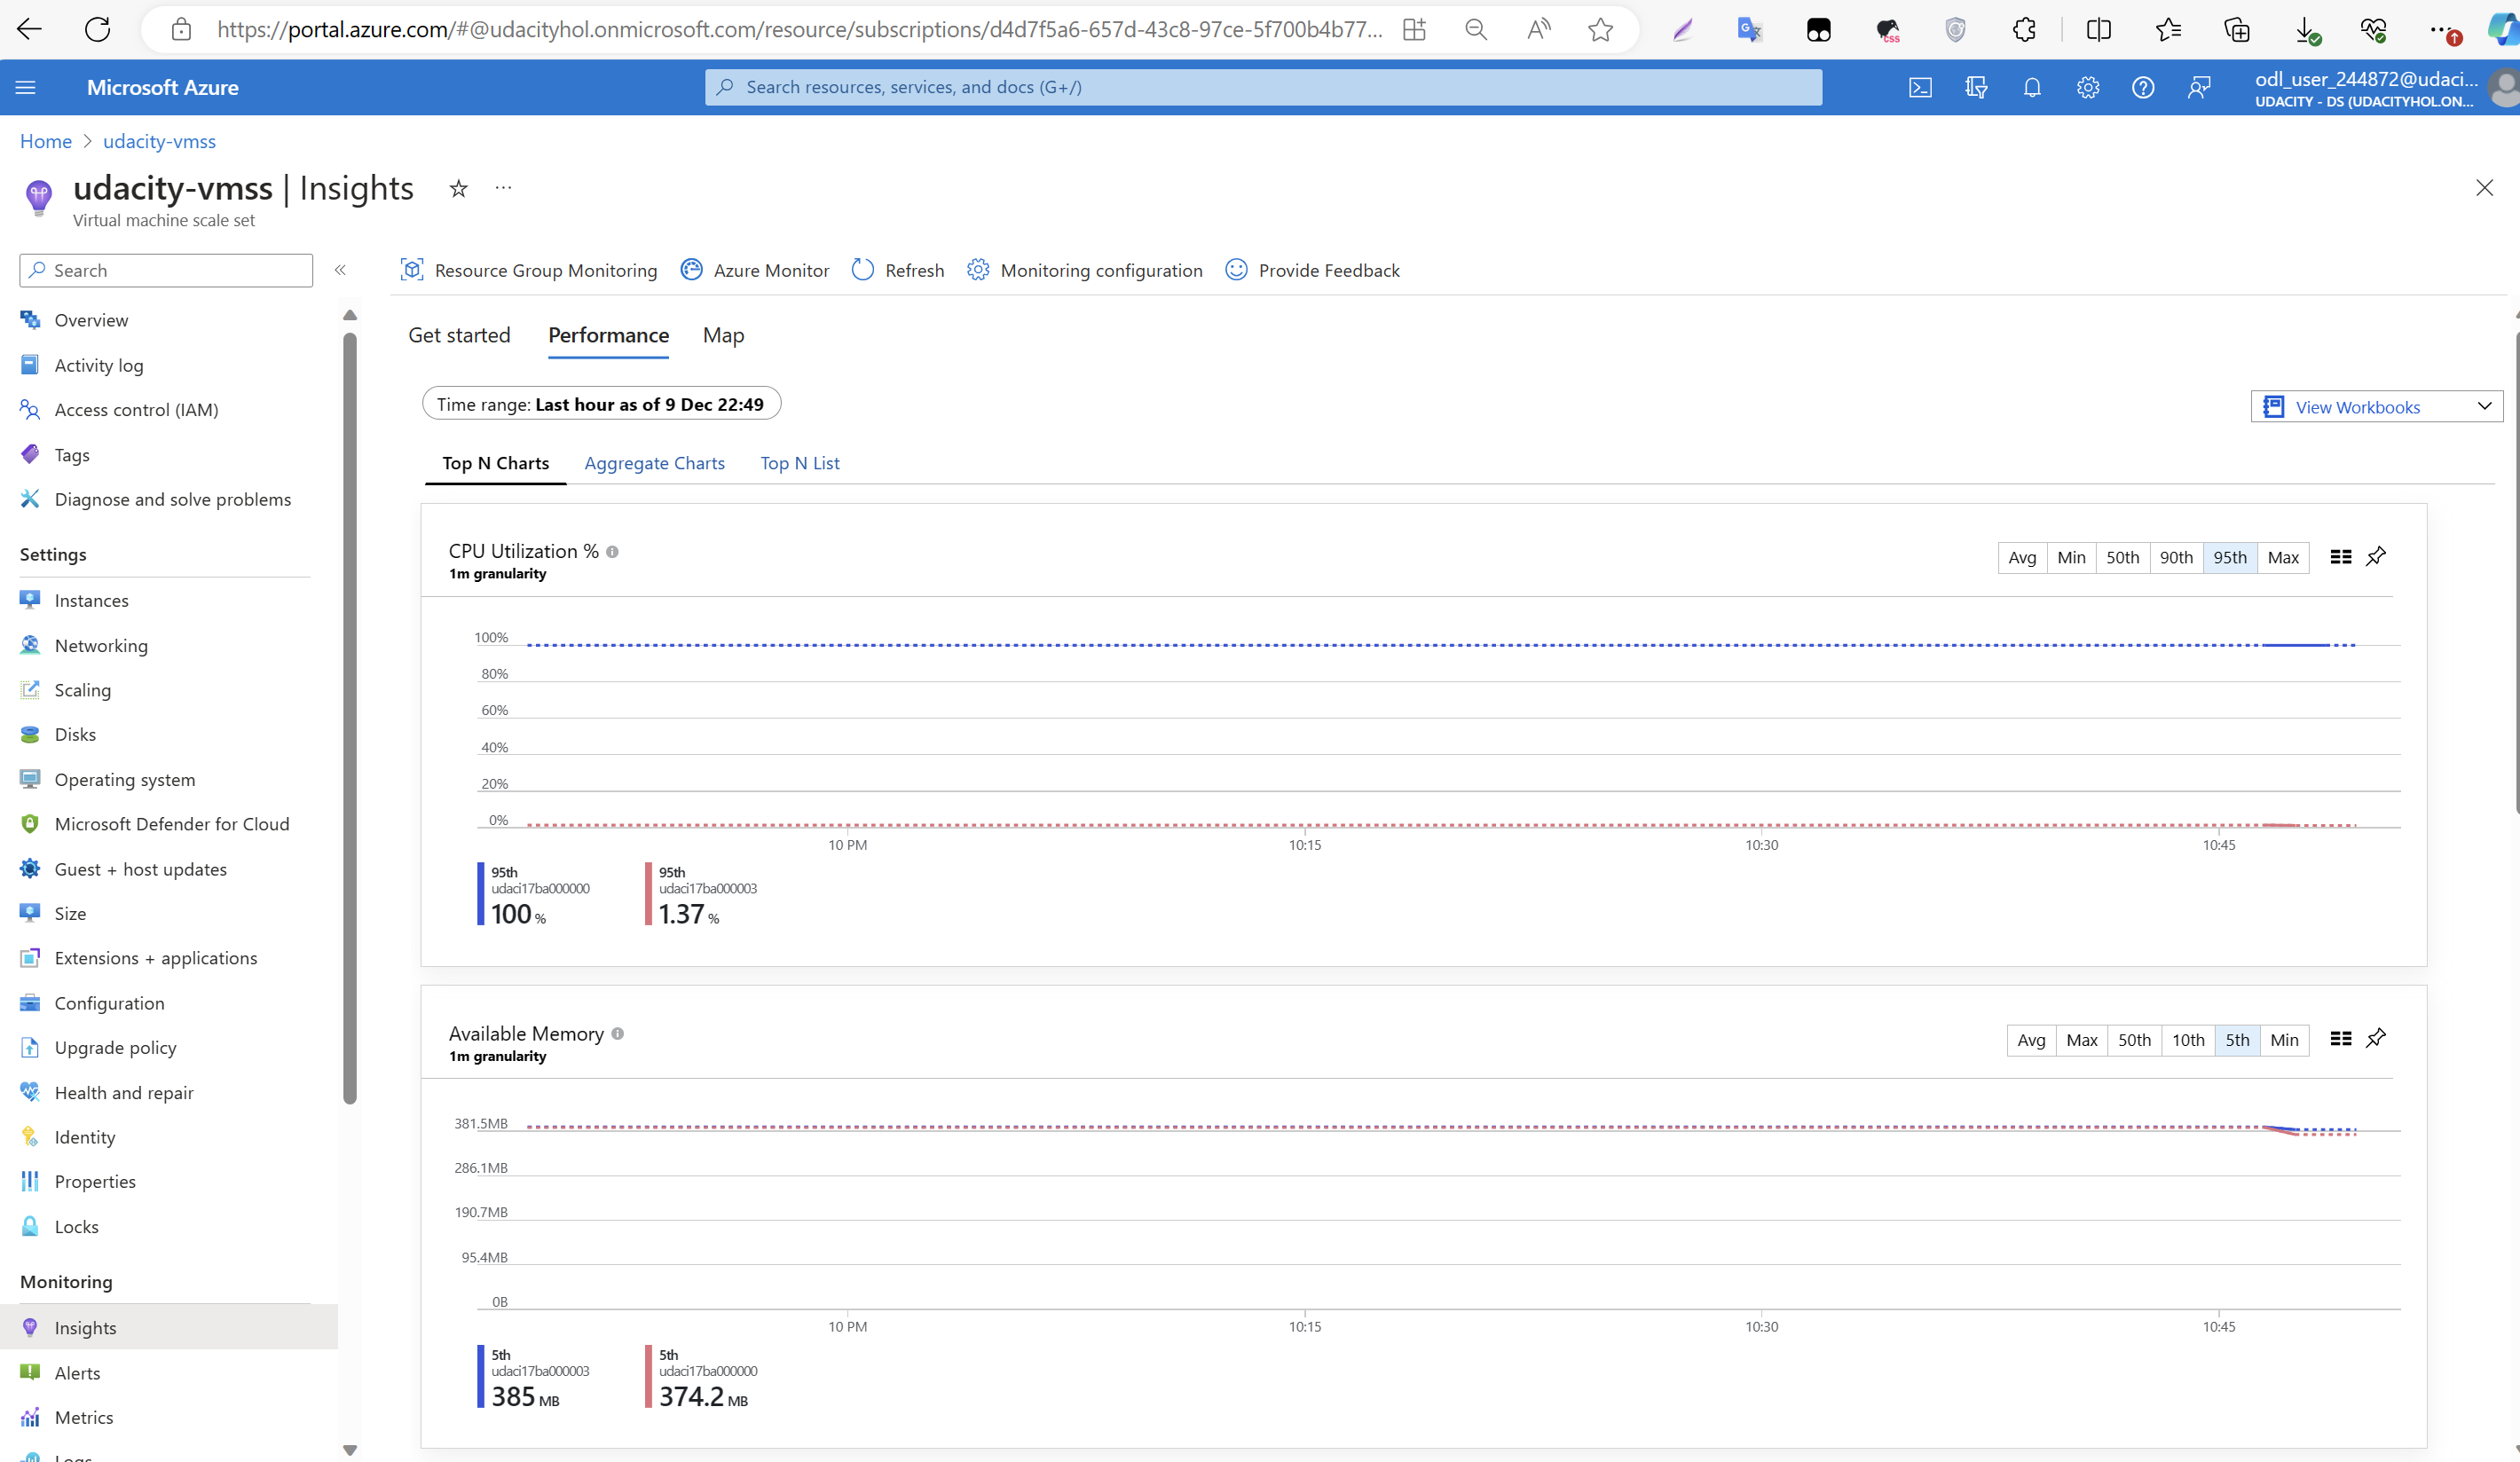 https://portal.azure.com/#@udacityhol.onmicrosoft.com/resource/subscriptions/d4d7f5a6-657d-43c8-97ce-5f700b4b77...
Microsoft Azure
Search resources, services, and docs (G+/)
odl_user_244872@udaci...
UDACITY - DS (UDACITYHOL.ON...
Home > udacity-vmss
udacity-vmss | Insights
Virtual machine scale set
Search
Overview
Activity log
Access control (IAM)
Tags
Diagnose and solve problems
Settings
Instances
Networking
Scaling
Disks
Operating system
Microsoft Defender for Cloud
Guest + host updates
Size
Extensions + applications
Configuration
Upgrade policy
Health and repair
Identity
Properties
Locks
Monitoring
Insights
Alerts
Metrics
Logs
Resource Group Monitoring Azure Monitor Refresh Monitoring configuration Provide Feedback
Get started Performance Map
Time range: Last hour as of 9 Dec 22:49
View Workbooks
Top N Charts Aggregate Charts Top N List
CPU Utilization %
1m granularity
Avg Min 50th 90th 95th Max
100%
80%
60%
40%
20%
0%
10 PM 10:15 10:30 10:45
95th
udaci17ba000000
100 %
95th
udaci17ba000003
1.37 %
Available Memory
1m granularity
Avg Max 50th 10th 5th Min
381.5MB
286.1MB
190.7MB
95.4MB
0B
10 PM 10:15 10:30 10:45
5th
udaci17ba000003
385 MB
5th
udaci17ba000000
374.2 MB